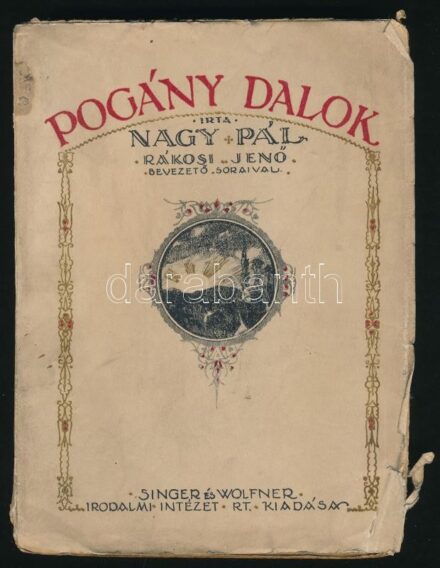 POGÁNY DALOK
· IRTA ·
NAGY + PÁL
· RÁKOSI · JENŐ ·
· BEVEZETŐ · SORAIVAL ·
darabanth
· SINGER ÉS WOLFNER ·
IRODALMI · INTÉZET · RT. · KIADÁSA